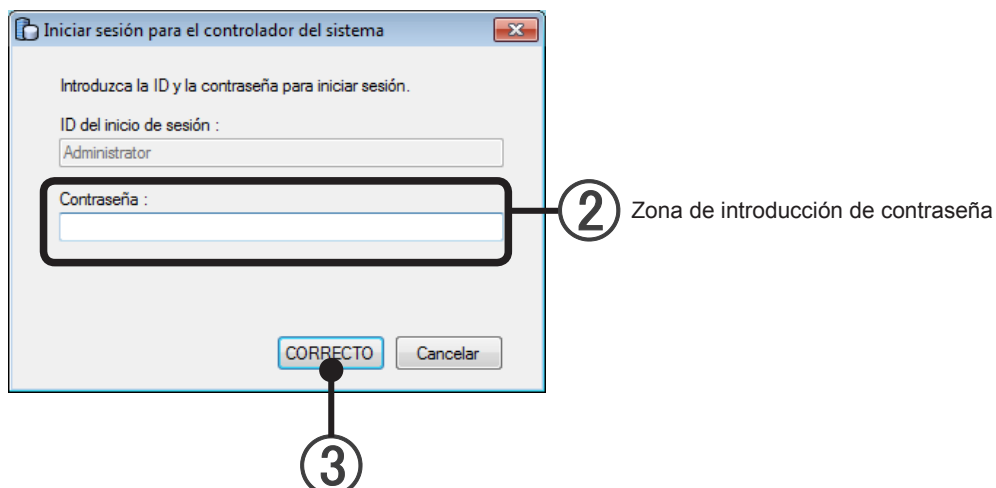 Iniciar sesión para el controlador del sistema
Introduzca la ID y la contraseña para iniciar sesión.
ID del inicio de sesión :
Administrator
Contraseña :
2 Zona de introducción de contraseña
CORRECTO Cancelar
3